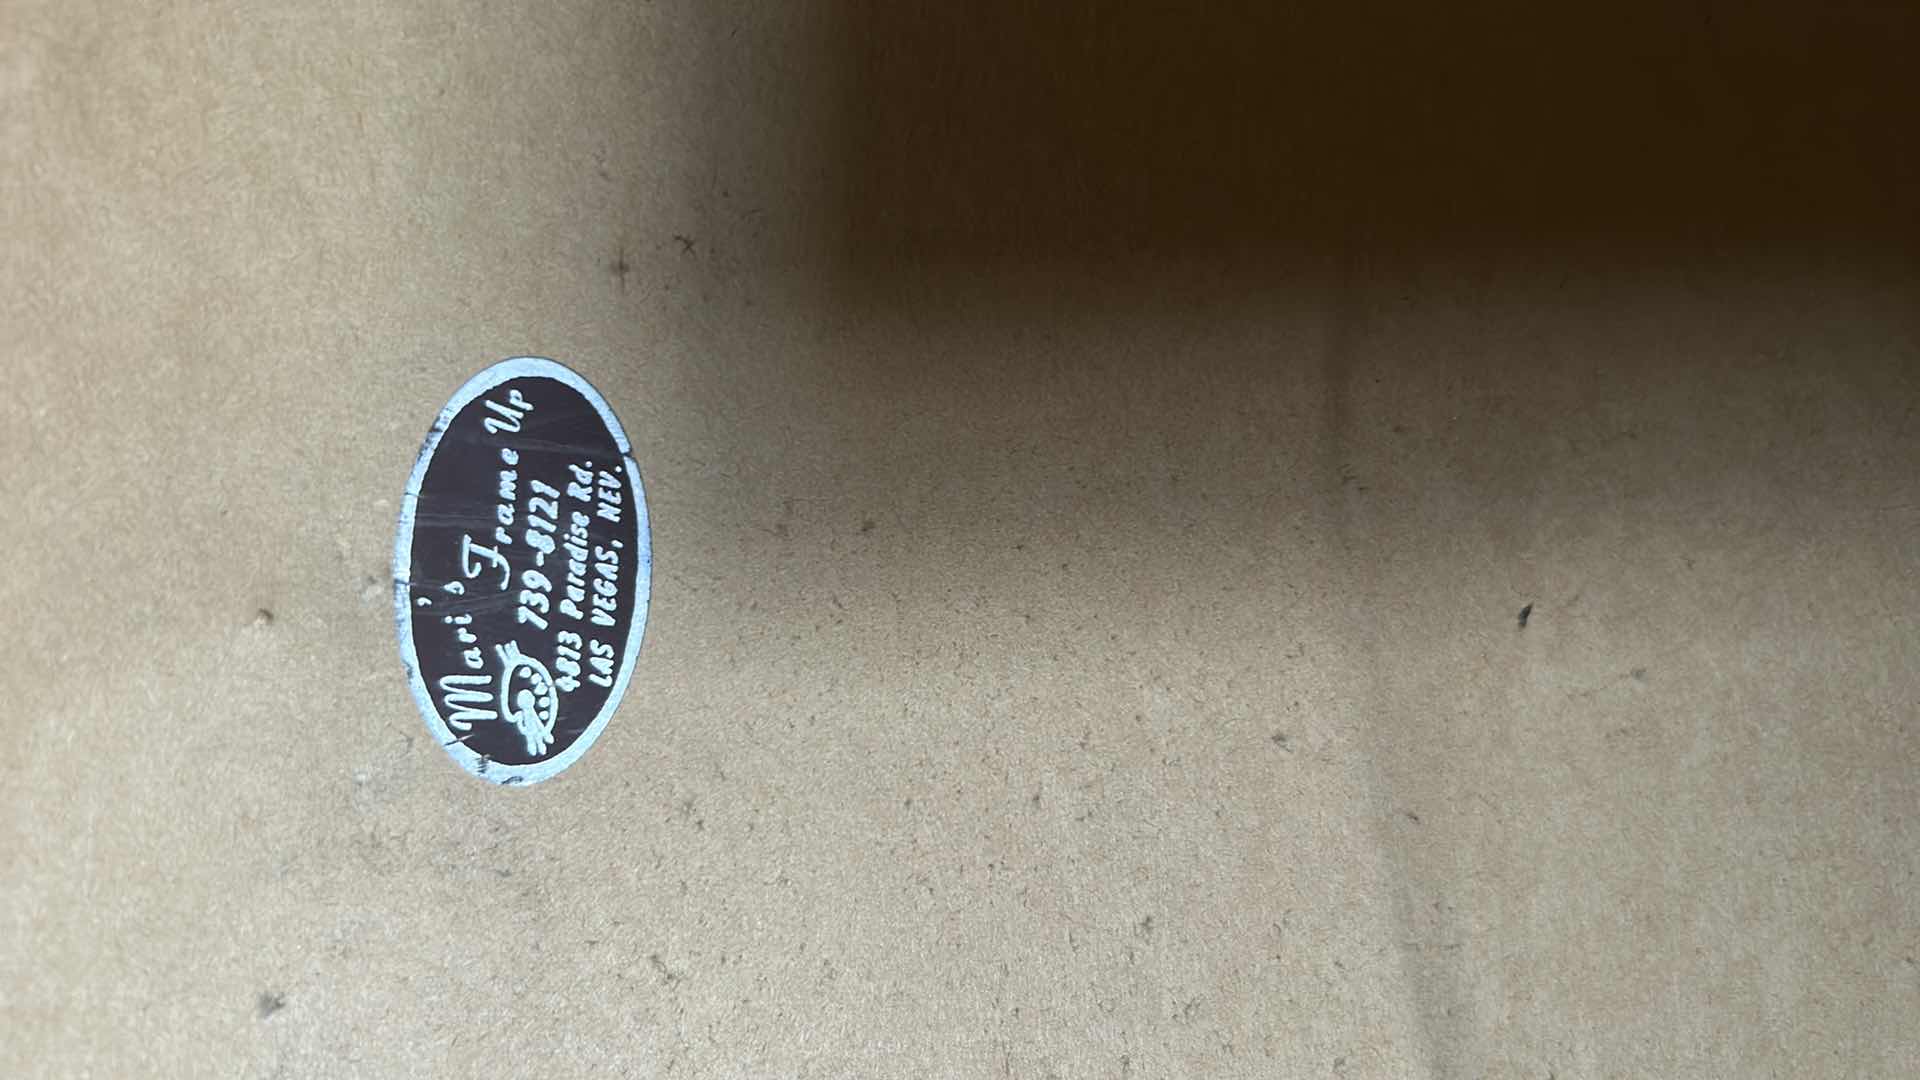 Mari's Frame Up
739-8121
4813 Paradise Rd.
LAS VEGAS, NEV.